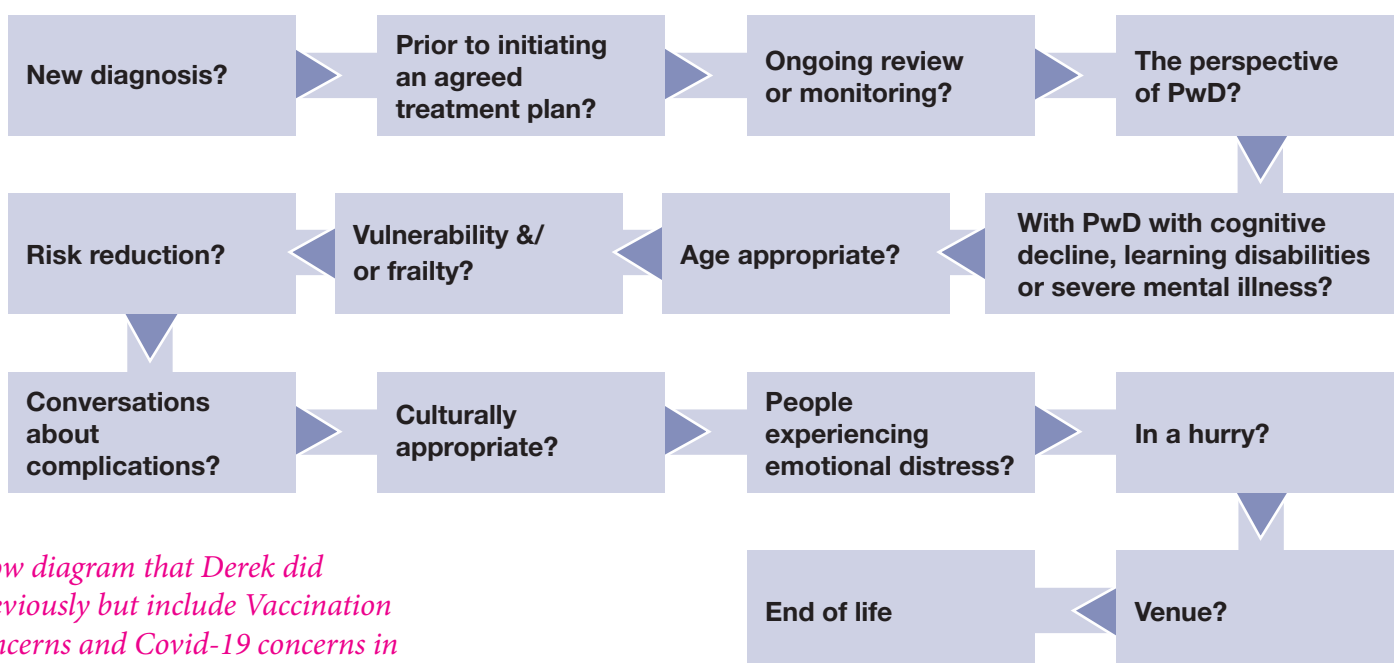 New diagnosis?
Prior to initiating
an agreed
treatment plan?
Ongoing review
or monitoring?
The perspective
of PwD?
With PwD with cognitive
decline, learning disabilities
or severe mental illness?
Age appropriate?
Vulnerability &/
or frailty?
Risk reduction?
Conversations
about
complications?
Culturally
appropriate?
People
experiencing
emotional distress?
In a hurry?
Venue?
End of life
ow diagram that Derek did
eviously but include Vaccination
ncerns and Covid-19 concerns in